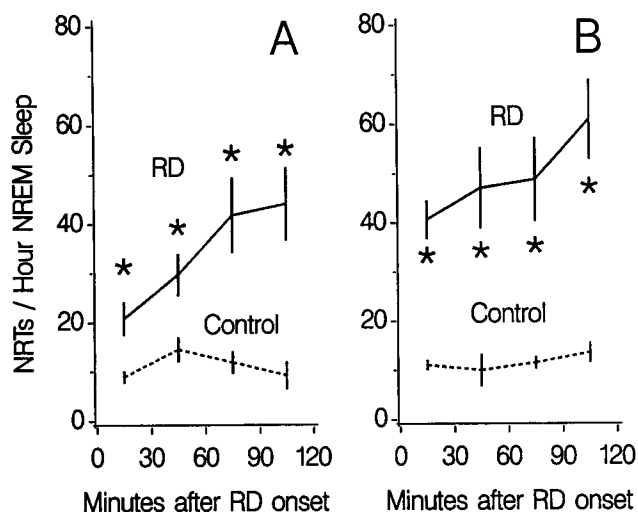 A
B
80
60
40
20
0
NRTs / Hour NREM Sleep
RD
*
*
*
*
Control
0 30 60 90 120
Minutes after RD onset
80
60
40
20
0
RD
*
*
*
*
Control
0 30 60 90 120
Minutes after RD onset